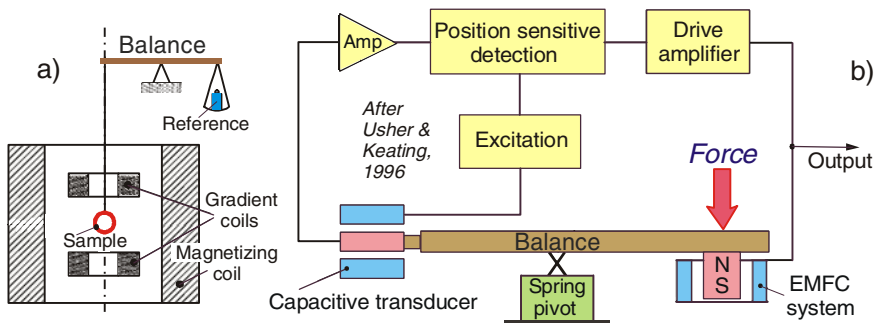 a)
Balance
Reference
Gradient
coils
Sample
Magnetizing
coil
b)
Amp
Position sensitive
detection
Drive
amplifier
After
Usher &
Keating,
1996
Excitation
Force
Output
Balance
Capacitive transducer
Spring
pivot
N
S
EMFC
system